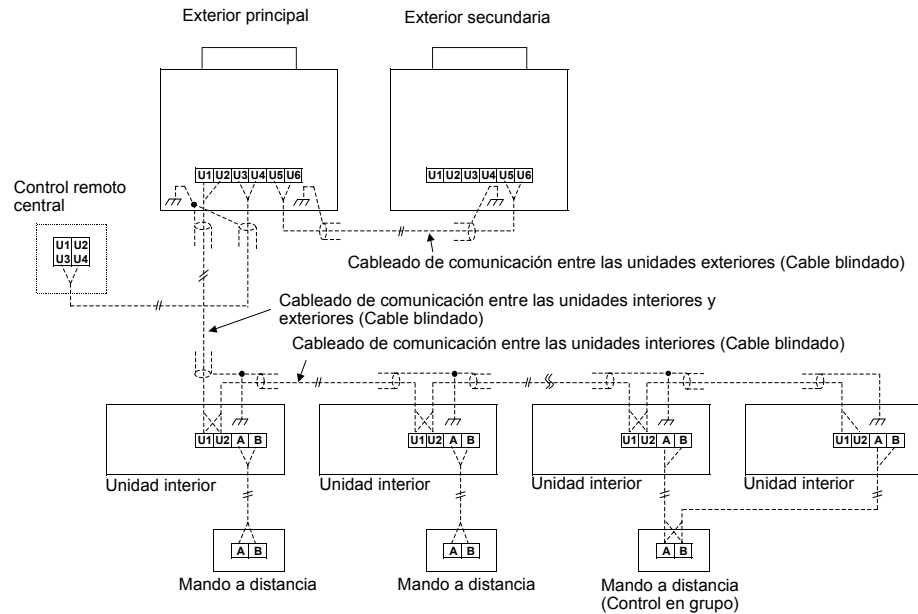 Exterior principal
Exterior secundaria
U1 U2 U3 U4 U5 U6
U1 U2 U3 U4 U5 U6
Control remoto
central
U1 U2
U3 U4
Cableado de comunicación entre las unidades exteriores (Cable blindado)
Cableado de comunicación entre las unidades interiores y
exteriores (Cable blindado)
Cableado de comunicación entre las unidades interiores (Cable blindado)
U1 U2 A B
U1 U2 A B
U1 U2 A B
U1 U2 A B
Unidad interior
Unidad interior
Unidad interior
Unidad interior
A B
A B
A B
Mando a distancia
Mando a distancia
Mando a distancia
(Control en grupo)